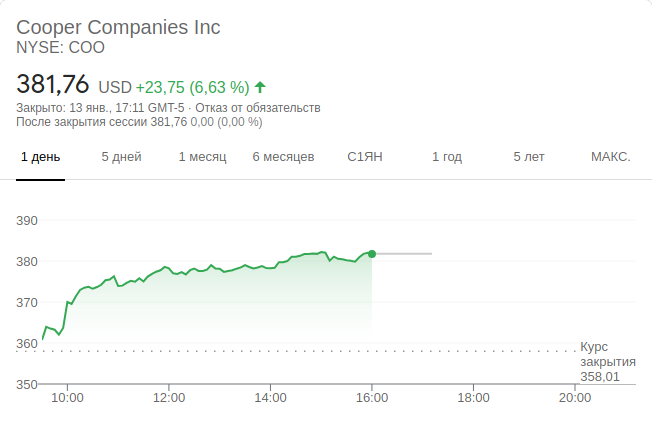 Cooper Companies Inc
NYSE: COO
381,76 USD +23,75 (6,63 %)
Закрыто: 13 янв., 17:11 GMT-5 · Отказ от обязательств
После закрытия сессии 381,76 0,00 (0,00 %)
1 день 5 дней 1 месяц 6 месяцев С1ЯН 1 год 5 лет МАКС.
390
380
370
360
Курс
закрытия
358,01
350
10:00 12:00 14:00 16:00 18:00 20:00